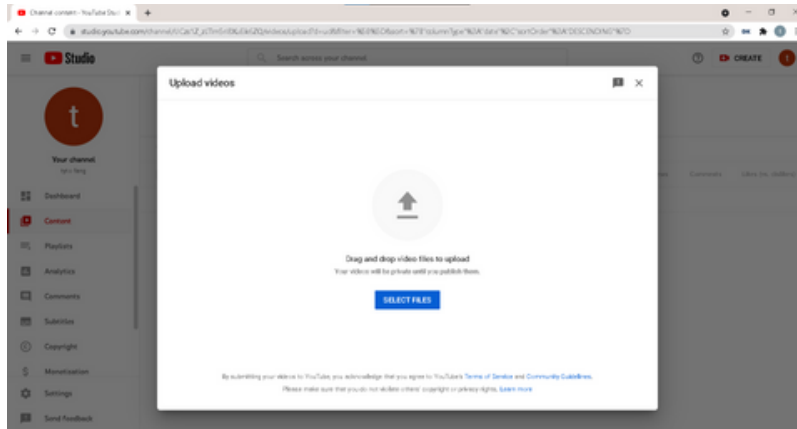 Channel content - YouTube Stu
Studio
Search across your channel
CREATE
t
Upload videos
t
Your channel
Dashboard
Content
Playlists
Analytics
Comments
Subtitles
Copyright
Monetisation
Settings
Send feedback
Drag and drop video files to upload
Your videos will be private until you publish them.
SELECT FILES
By submitting your videos to YouTube, you acknowledge that you agree to YouTube's Terms of Service and Community Guidelines.
Please make sure that you do not violate others' copyright or privacy rights. Learn more
Comments